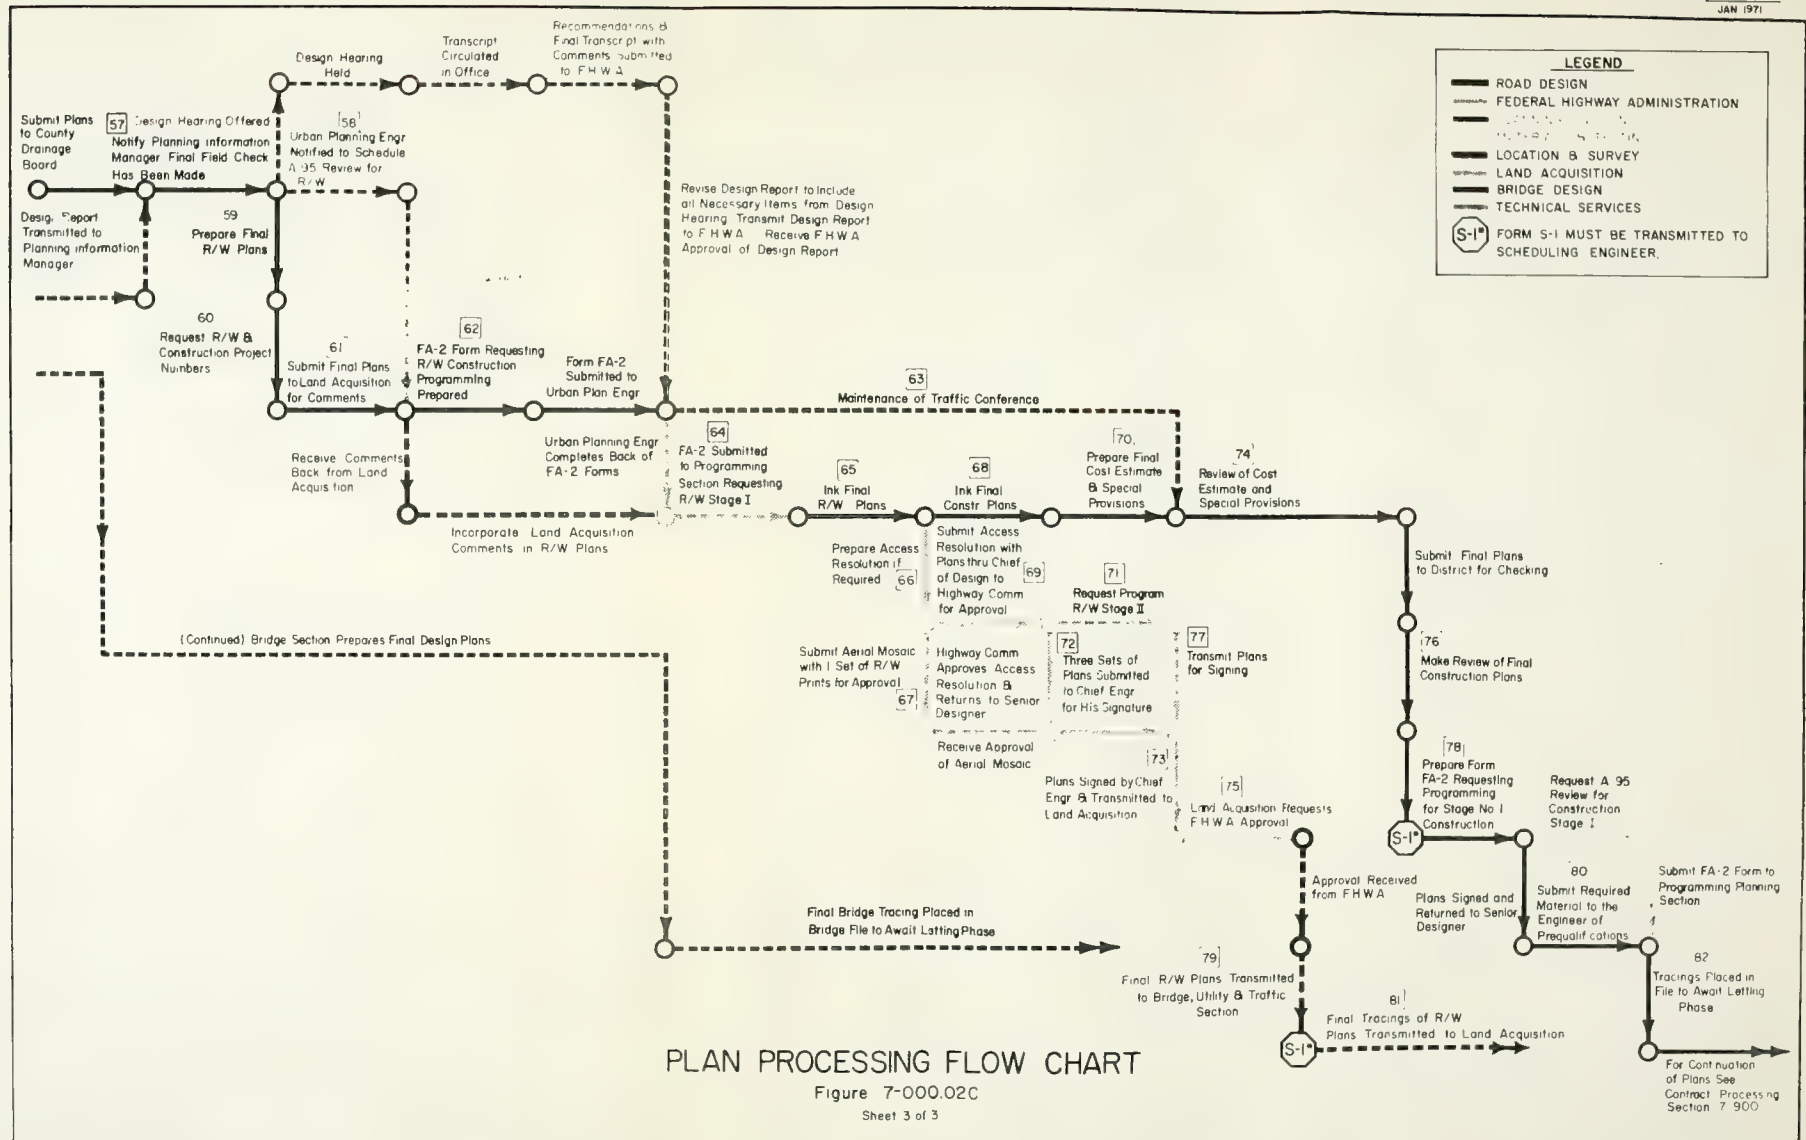 JAN 1971
LEGEND
ROAD DESIGN
FEDERAL HIGHWAY ADMINISTRATION
LOCATION & SURVEY
LAND ACQUISITION
BRIDGE DESIGN
TECHNICAL SERVICES
S-1*
FORM S-1 MUST BE TRANSMITTED TO
SCHEDULING ENGINEER.
Design Hearing
Held
Transcript
Circulated
in Office
Recommendations &
Final Transcript with
Comments Submitted
to FHWA
Submit Plans
to County
Drainage
Board
57
Design Hearing Offered
Notify Planning information
Manager Final Field Check
Has Been Made
58
Urban Planning Engr
Notified to Schedule
A 95 Review for
R/W
Design Report
Transmitted to
Planning information
Manager
59
Prepare Final
R/W Plans
Revise Design Report to Include
all Necessary Items from Design
Hearing Transmit Design Report
to FHWA Receive FHWA
Approval of Design Report
60
Request R/W &
Construction Project
Numbers
61
Submit Final Plans
to Land Acquisition
for Comments
62
FA-2 Form Requesting
R/W Construction
Programming
Prepared
Form FA-2
Submitted to
Urban Plan Engr
63
Maintenance of Traffic Conference
Receive Comments
Back from Land
Acquistion
Urban Planning Engr
Completes Back of
FA-2 Forms
64
FA-2 Submitted
to Programming
Section Requesting
R/W Stage I
Incorporate Land Acquisition
Comments in R/W Plans
65
Ink Final
R/W Plans
68
Ink Final
Constr Plans
70
Prepare Final
Cost Estimate
& Special
Provisions
74
Review of Cost
Estimate and
Special Provisions
Prepare Access
Resolution if
Required
66
Submit Access
Resolution with
Plans thru Chief
of Design to
Highway Comm
for Approval
69
71
Request Program
R/W Stage II
Submit Final Plans
to District for Checking
(Continued) Bridge Section Prepares Final Design Plans
Submit Aerial Mosaic
with 1 Set of R/W
Prints for Approval
67
Highway Comm
Approves Access
Resolution &
Returns to Senior
Designer
72
Three Sets of
Plans Submitted
to Chief Engr
for His Signature
77
Transmit Plans
for Signing
76
Make Review of Final
Construction Plans
Receive Approval
of Aerial Mosaic
73
Plans Signed by Chief
Engr & Transmitted to
Land Acquisition
75
Land Acqusition Requests
FHWA Approval
78
Prepare Form
FA-2 Requesting
Programming
for Stage No 1
Construction
S-1*
Request A 95
Review for
Construction
Stage I
Approval Received
from FHWA
Plans Signed and
Returned to Senior
Designer
80
Submit Required
Material to the
Engineer of
Prequalifications
Submit FA-2 Form to
Programming Planning
Section
Final Bridge Tracing Placed in
Bridge File to Await Letting Phase
79
Final R/W Plans Transmitted
to Bridge, Utility & Traffic
Section
82
Tracings Placed in
File to Await Letting
Phase
81
Final Tracings of R/W
Plans Transmitted to Land Acquisition
S-1*
For Continuation
of Plans See
Contract Processing
Section 7 900
PLAN PROCESSING FLOW CHART
Figure 7-000.02C
Sheet 3 of 3